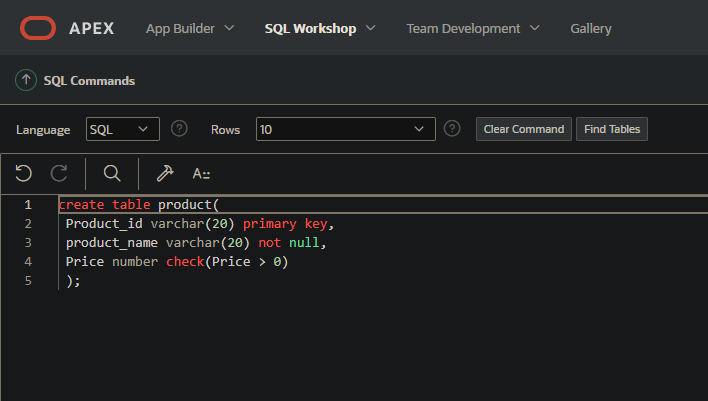 APEX App Builder SQL Workshop Team Development Gallery
SQL Commands
Language SQL ? Rows 10 ? Clear Command Find Tables
A::
1 create table product(
2 Product_id varchar(20) primary key,
3 product_name varchar(20) not null,
4 Price number check(Price > 0)
5 );